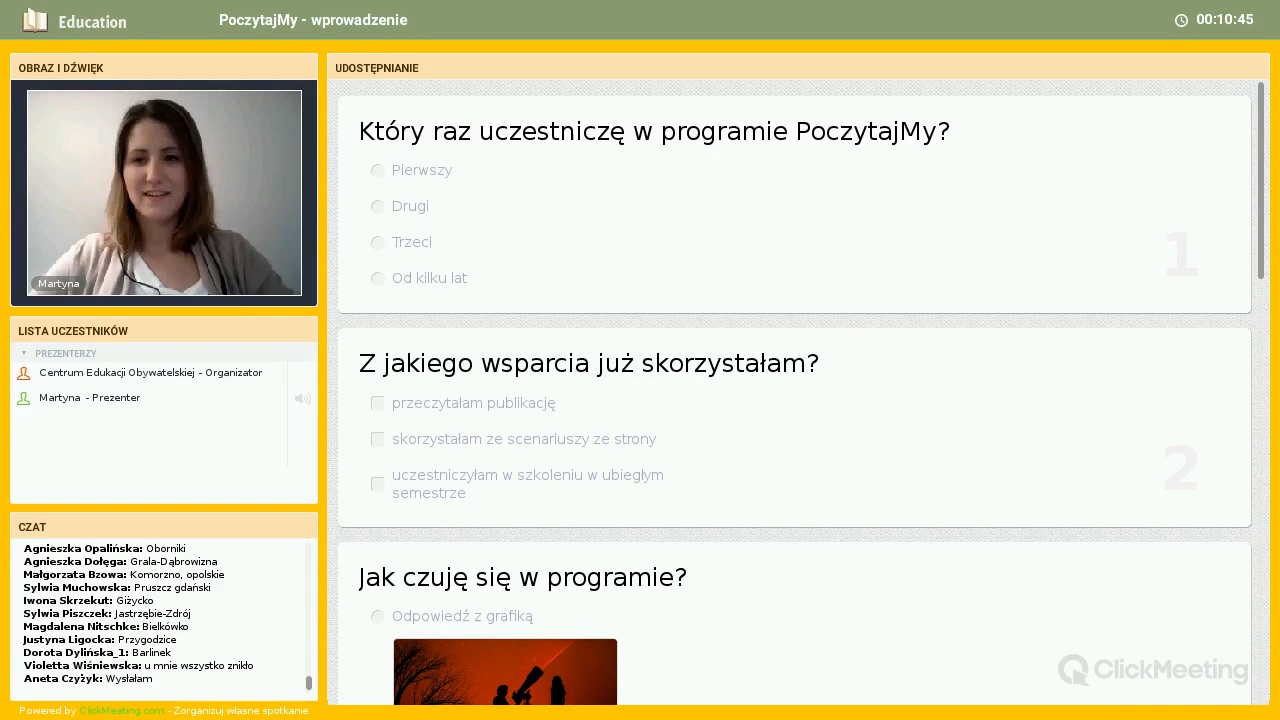 Education
PoczytajMy - wprowadzenie
00:10:45
OBRAZ I DŹWIĘK
Martyna
LISTA UCZESTNIKÓW
PREZENTERZY
Centrum Edukacji Obywatelskiej - Organizator
Martyna - Prezenter
CZAT
Agnieszka Opalińska: Oborniki
Agnieszka Dołęga: Grala-Dąbrowizna
Małgorzata Bzowa: Komorzno, opolskie
Sylwia Muchowska: Pruszcz gdański
Iwona Skrzekut: Giżycko
Sylwia Piszczek: Jastrzębie-Zdrój
Magdalena Nitschke: Bielkówko
Justyna Ligocka: Przygodzice
Dorota Dylińska_1: Barlinek
Violetta Wiśniewska: u mnie wszystko znikło
Aneta Czyżyk: Wysłałam
Powered by ClickMeeting.com - Zorganizuj własne spotkanie
UDOSTĘPNIANIE
Który raz uczestniczę w programie PoczytajMy?
Pierwszy
Drugi
Trzeci
Od kilku lat
1
Z jakiego wsparcia już skorzystałam?
przeczytałam publikację
skorzystałam ze scenariuszy ze strony
uczestniczyłam w szkoleniu w ubiegłym
semestrze
2
Jak czuję się w programie?
Odpowiedź z grafiką
ClickMeeting